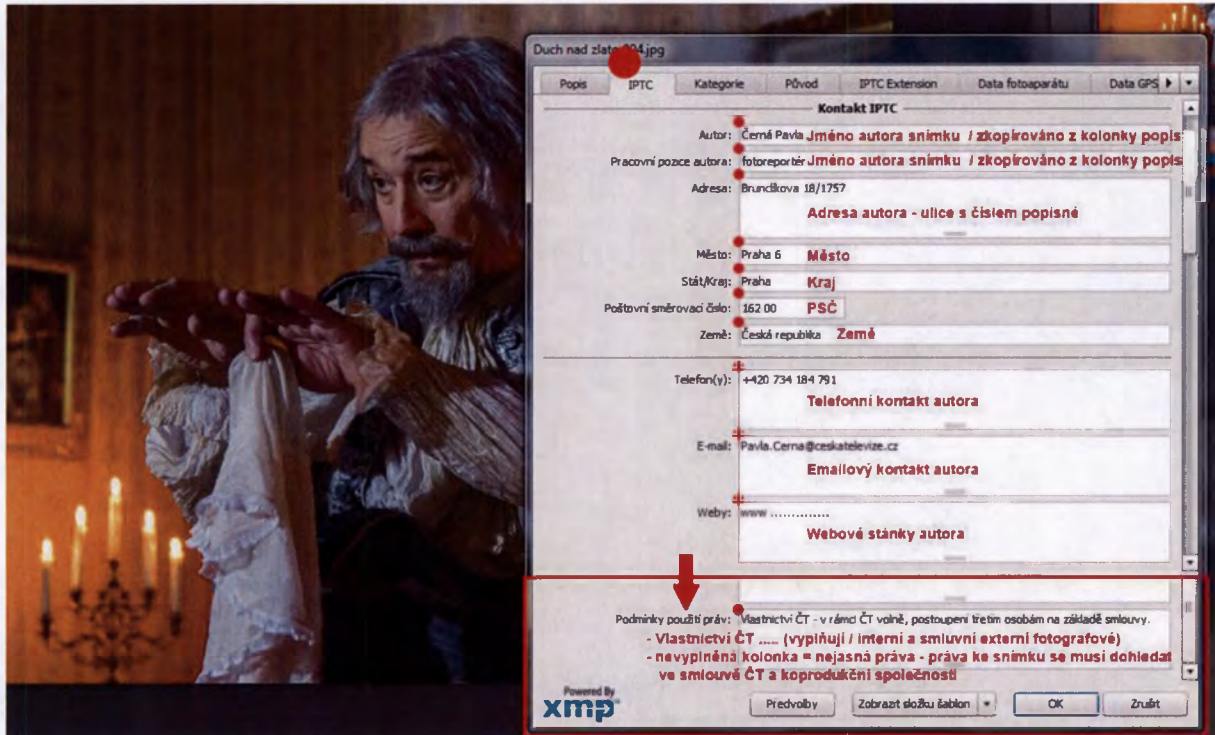 Duch nad zlatem 004.jpg
Popis IPTC Kategorie Původ IPTC Extension Data fotoaparátu Data GPS
Kontakt IPTC
Autor: Černá Pavla Jméno autora snímku / zkopírováno z kolonky popis
Pracovní pozice autora: fotoreportér Jméno autora snímku / zkopírováno z kolonky popis
Adresa: Brunclíkova 18/1757
Adresa autora - ulice s číslem popisné
Město: Praha 6 Město
Stát/Kraj: Praha Kraj
Poštovní směrovací číslo: 162 00 PSČ
Země: Česká republika Země
Telefon(y): +420 734 184 791
Telefonní kontakt autora
E-mail: Pavla.Cerna@ceskatelevize.cz
Emailový kontakt autora
Weby: www ..............
Webové stánky autora
Podmínky použití práv: Vlastnictví ČT - v rámci ČT volně, postoupení třetím osobám na základě smlouvy.
- Vlastnictví ČT ..... (vyplňují / interní a smluvní externí fotografové)
- nevyplněná kolonka = nejasná práva - práva ke snímku se musí dohledat
ve smlouvě ČT a koprodukční společností
Powered By
xmp
Předvolby Zobrazit složku šablon OK Zrušit